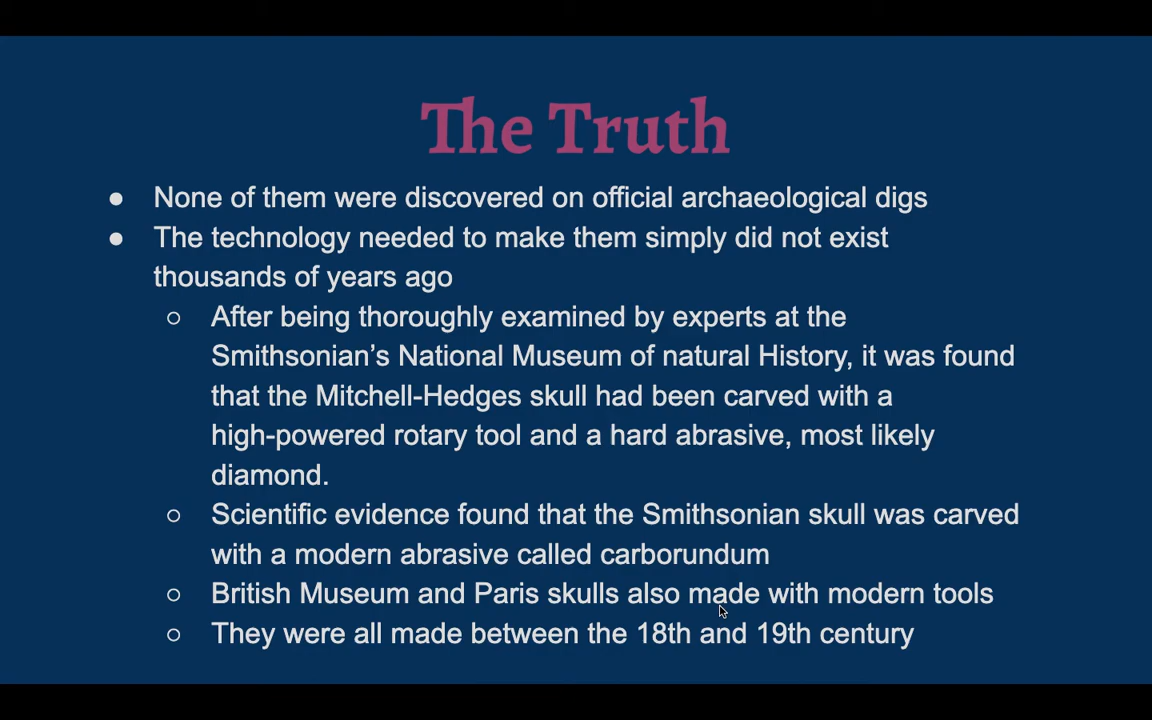 The Truth
● None of them were discovered on official archaeological digs
● The technology needed to make them simply did not exist
thousands of years ago
○ After being thoroughly examined by experts at the
Smithsonian’s National Museum of natural History, it was found
that the Mitchell-Hedges skull had been carved with a
high-powered rotary tool and a hard abrasive, most likely
diamond.
○ Scientific evidence found that the Smithsonian skull was carved
with a modern abrasive called carborundum
○ British Museum and Paris skulls also made with modern tools
○ They were all made between the 18th and 19th century